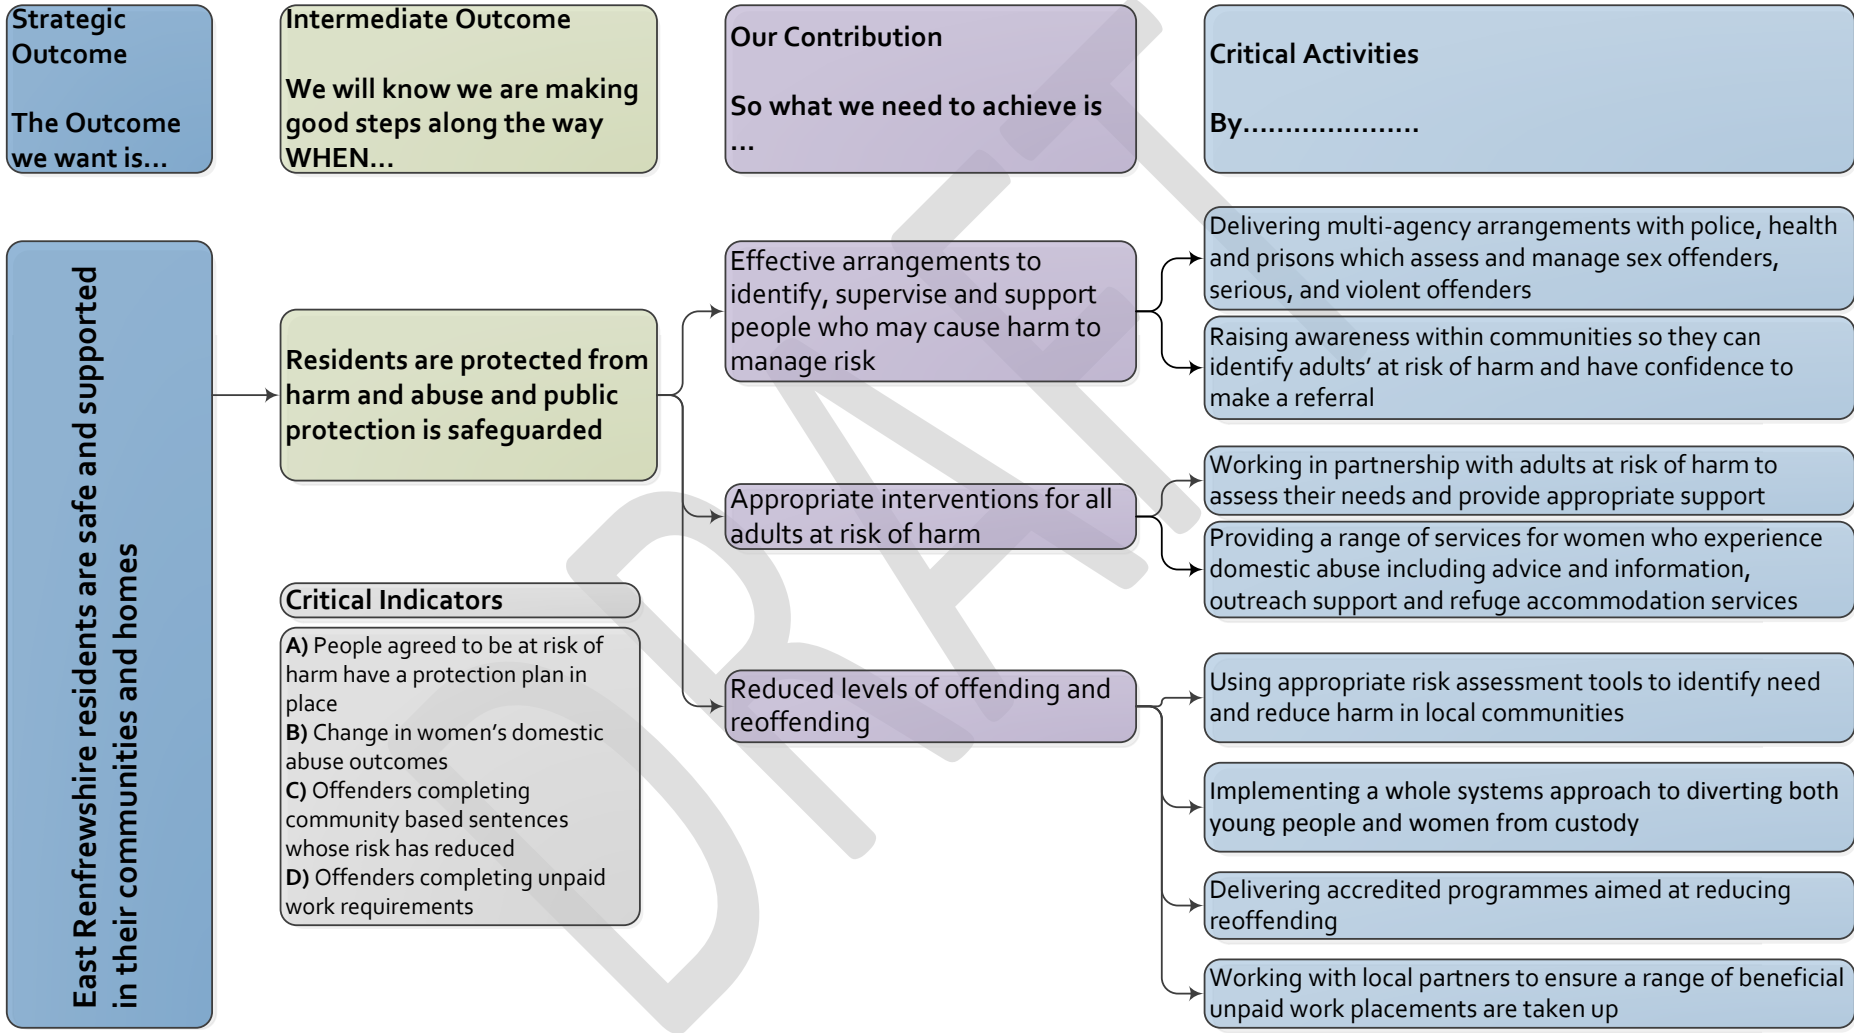 Strategic
Outcome
The Outcome
we want is...
Intermediate Outcome
We will know we are making
good steps along the way
WHEN...
Our Contribution
So what we need to achieve is
...
Critical Activities
By.....................
East Renfrewshire residents are safe and supported
in their communities and homes
Residents are protected from
harm and abuse and public
protection is safeguarded
Critical Indicators
A) People agreed to be at risk of
harm have a protection plan in
place
B) Change in women’s domestic
abuse outcomes
C) Offenders completing
community based sentences
whose risk has reduced
D) Offenders completing unpaid
work requirements
Effective arrangements to
identify, supervise and support
people who may cause harm to
manage risk
Appropriate interventions for all
adults at risk of harm
Reduced levels of offending and
reoffending
Delivering multi-agency arrangements with police, health
and prisons which assess and manage sex offenders,
serious, and violent offenders
Raising awareness within communities so they can
identify adults’ at risk of harm and have confidence to
make a referral
Working in partnership with adults at risk of harm to
assess their needs and provide appropriate support
Providing a range of services for women who experience
domestic abuse including advice and information,
outreach support and refuge accommodation services
Using appropriate risk assessment tools to identify need
and reduce harm in local communities
Implementing a whole systems approach to diverting both
young people and women from custody
Delivering accredited programmes aimed at reducing
reoffending
Working with local partners to ensure a range of beneficial
unpaid work placements are taken up
DRAFT